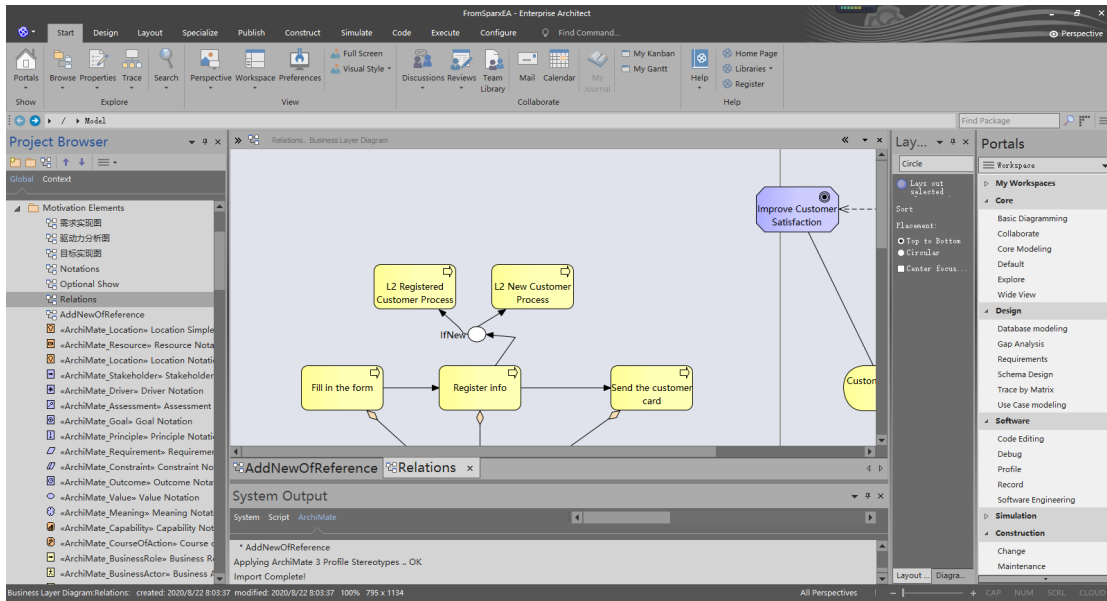 FromSparxEA - Enterprise Architect
Start Design Layout Specialize Publish Construct Simulate Code Execute Configure Find Command... Perspective
Full Screen My Kanban Home Page
Visual Style My Gantt Libraries
Register
Portals Browse Properties Trace Search Perspective Workspace Preferences Discussions Reviews Team Library Mail Calendar My Journal Help
Show Explore View Collaborate Help
/ Model Find Package
Project Browser
Global Context
Motivation Elements
需求实现图
驱动力分析图
目标实现图
Notations
Optional Show
Relations
AddNewOfReference
«ArchiMate_Location» Location Simple
«ArchiMate_Resource» Resource Nota
«ArchiMate_Location» Location Notati
«ArchiMate_Stakeholder» Stakeholder
«ArchiMate_Driver» Driver Notation
«ArchiMate_Assessment» Assessment
«ArchiMate_Goal» Goal Notation
«ArchiMate_Principle» Principle Notati
«ArchiMate_Requirement» Requiremen
«ArchiMate_Constraint» Constraint No
«ArchiMate_Outcome» Outcome Nota
«ArchiMate_Value» Value Notation
«ArchiMate_Meaning» Meaning Notat
«ArchiMate_Capability» Capability Not
«ArchiMate_CourseOfAction» Course o
«ArchiMate_BusinessRole» Business R
«ArchiMate_BusinessActor» Business A
Relations. Business Layer Diagram
Improve Customer
Satisfaction
L2 Registered
Customer Process
L2 New Customer
Process
IfNew
Fill in the form
Register info
Send the customer
card
Custon
AddNewOfReference Relations ×
System Output
System Script ArchiMate
* AddNewOfReference
Applying ArchiMate 3 Profile Stereotypes .. OK
Import Complete!
Lay...
Circle
Lays out
selected
Sort
Placement:
Top to Bottom
Circular
Center focus...
Layout ... Diagra...
Portals
Workspace
My Workspaces
Core
Basic Diagramming
Collaborate
Core Modeling
Default
Explore
Wide View
Design
Database modeling
Gap Analysis
Requirements
Schema Design
Trace by Matrix
Use Case modeling
Software
Code Editing
Debug
Profile
Record
Software Engineering
Simulation
Construction
Change
Maintenance
Business Layer Diagram:Relations: created: 2020/8/22 8:03:37 modified: 2020/8/22 8:03:37 100% 795 x 1134 All Perspectives CAP NUM SCRL CLOUD